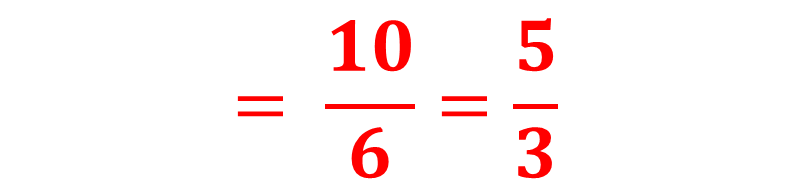 = 10/6 = 5/3